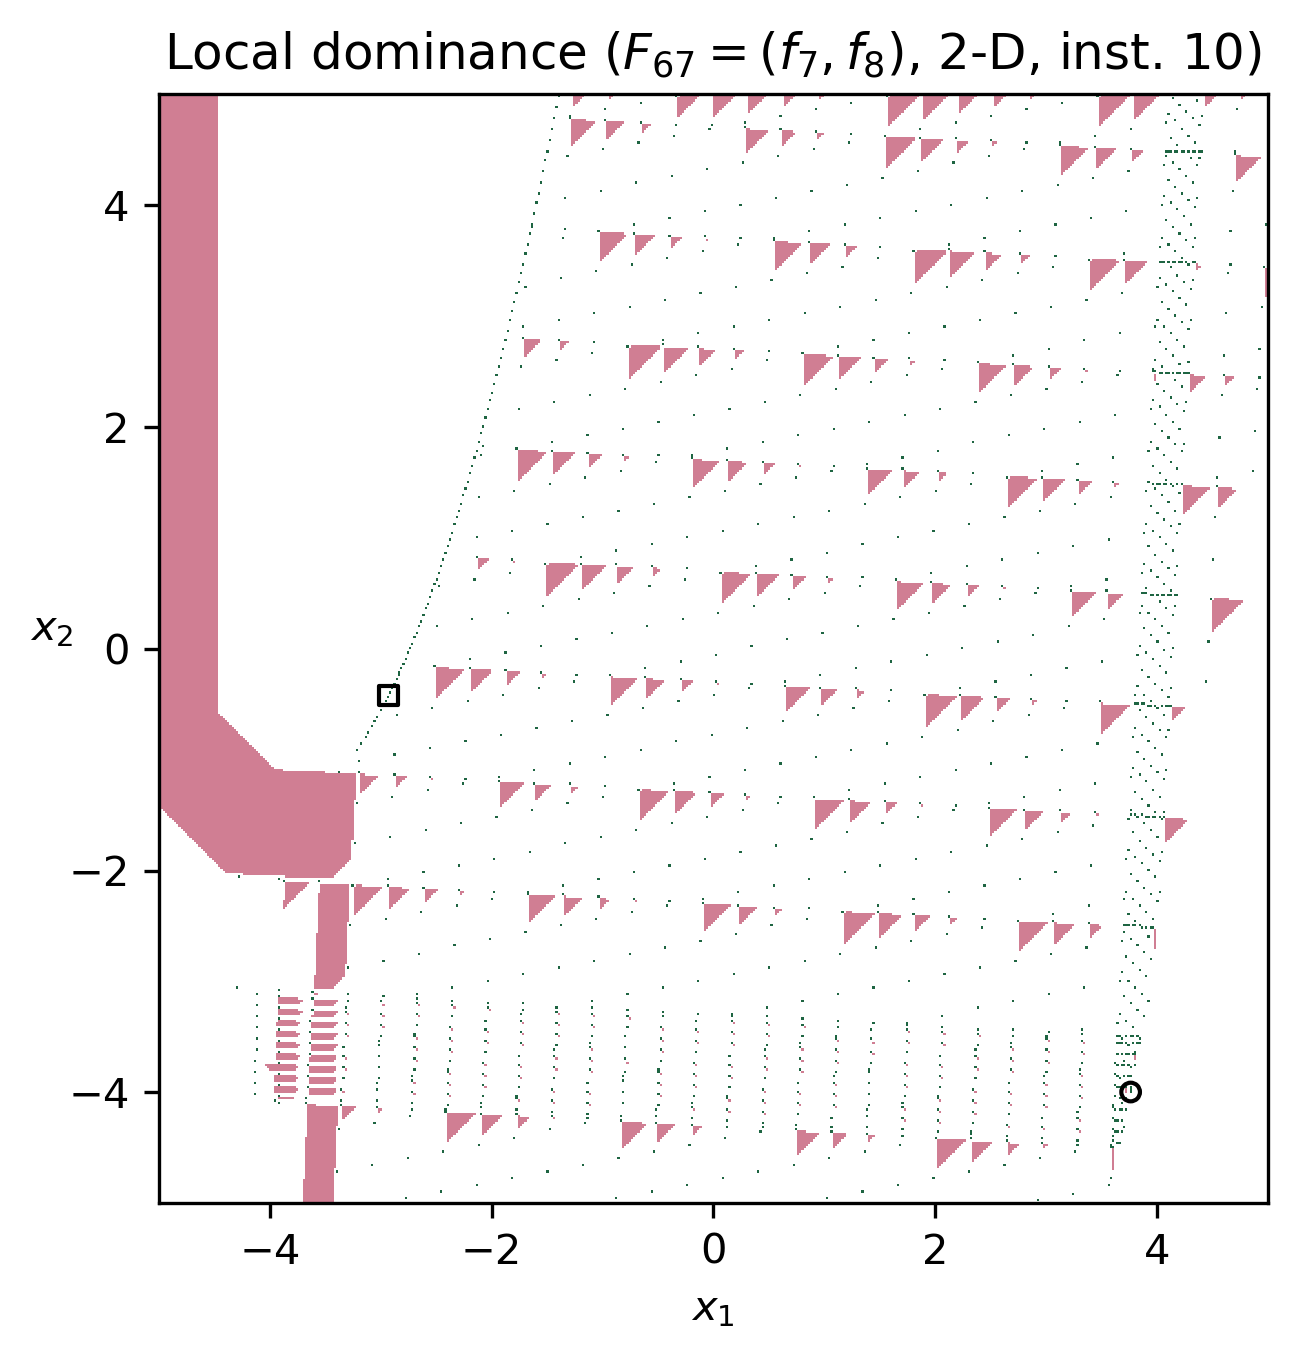 Local dominance (F₆₇ = (f₇, f₈), 2-D, inst. 10)
4
2
x₂
0
−2
−4
−4 −2 0 2 4
x₁